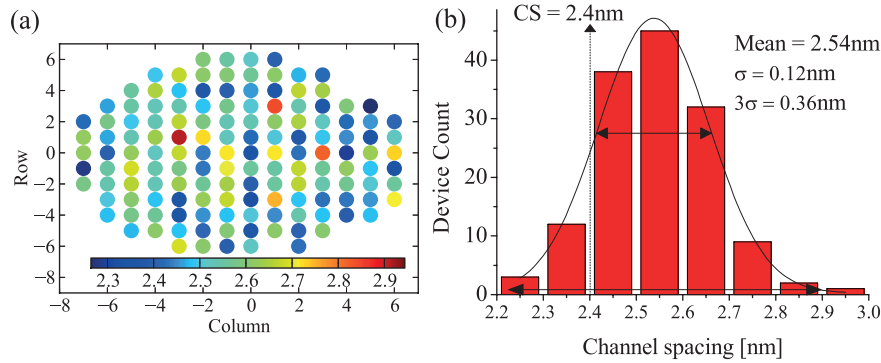 (a)
6
4
2
0
−2
−4
−6
−8
Row
2.3 2.4 2.5 2.6 2.7 2.8 2.9
−8 −6 −4 −2 0 2 4 6
Column
(b)
CS = 2.4nm
Mean = 2.54nm
σ = 0.12nm
3σ = 0.36nm
40
30
20
10
0
Device Count
2.2 2.3 2.4 2.5 2.6 2.7 2.8 2.9 3.0
Channel spacing [nm]